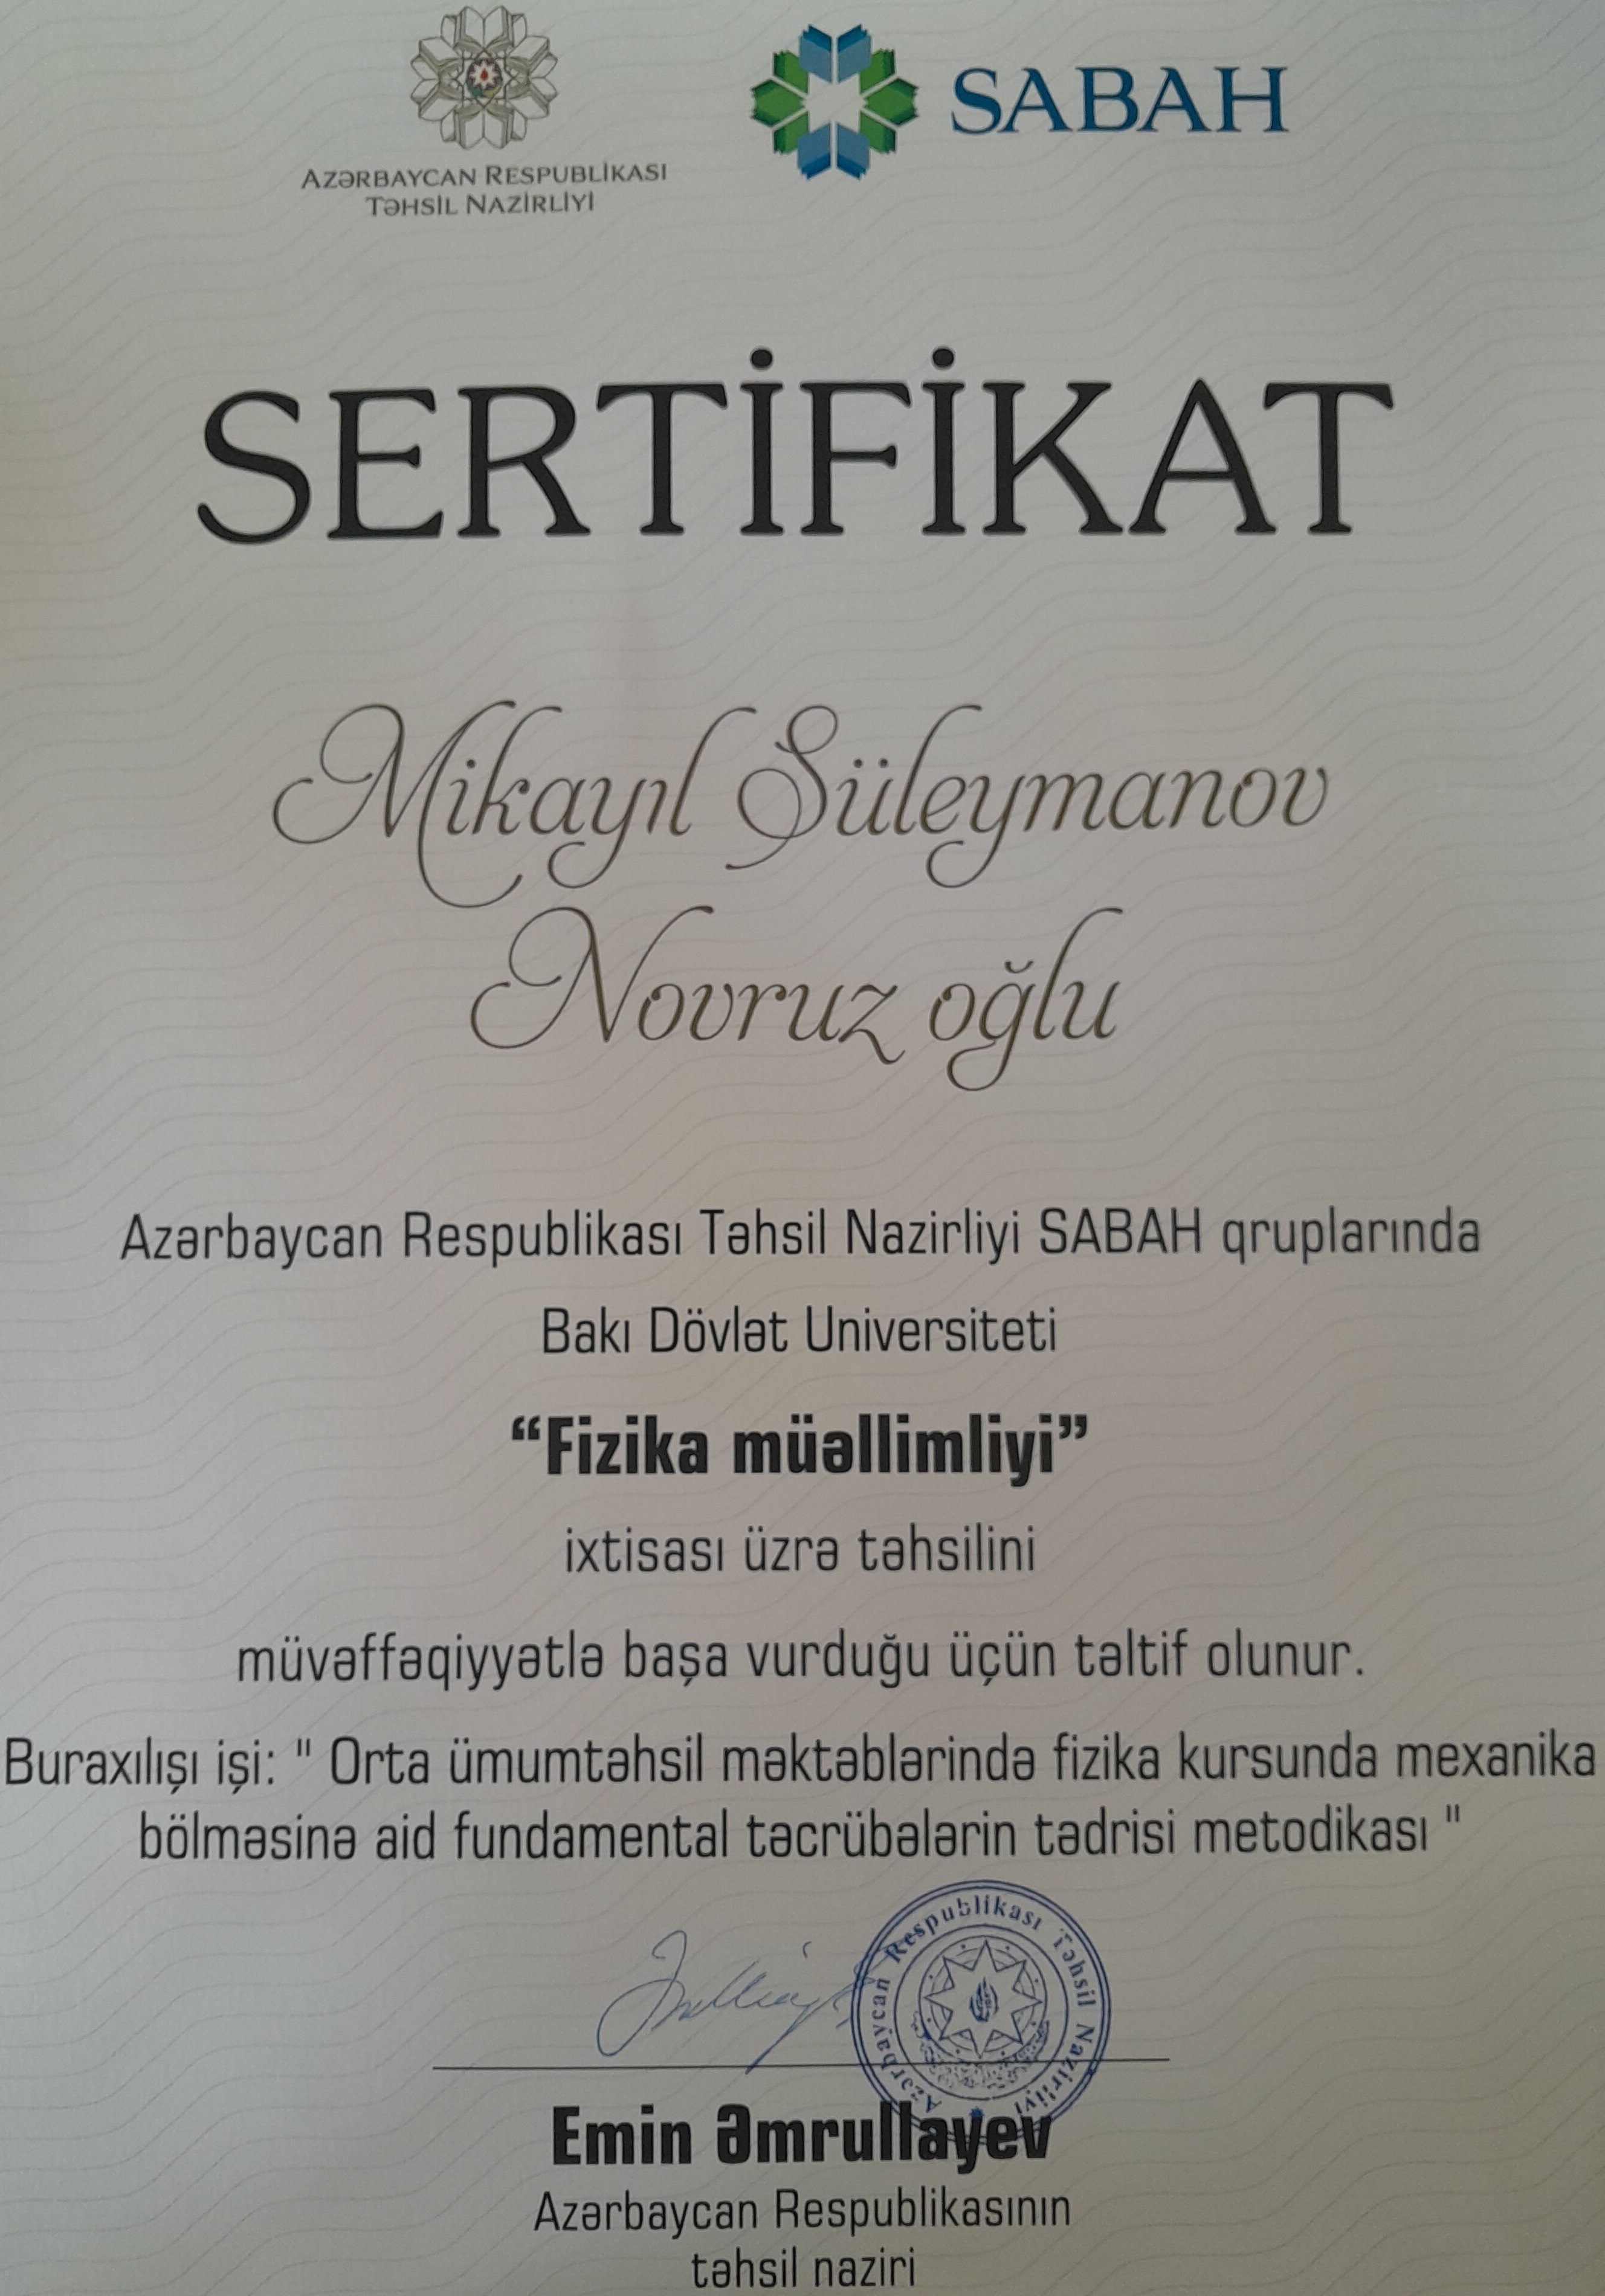 AZƏRBAYCAN RESPUBLİKASI
TƏHSİL NAZİRLİYİ
SABAH
SERTİFİKAT
Mikayıl Süleymanov
Novruz oğlu
Azərbaycan Respublikası Təhsil Nazirliyi SABAH qruplarında
Bakı Dövlət Universiteti
“Fizika müəllimliyi”
ixtisası üzrə təhsilini
müvəffəqiyyətlə başa vurduğu üçün təltif olunur.
Buraxılışı işi: " Orta ümumtəhsil məktəblərində fizika kursunda mexanika
bölməsinə aid fundamental təcrübələrin tədrisi metodikası "
Azərbaycan Respublikası Təhsil Nazirliyi
Emin Əmrullayev
Azərbaycan Respublikasının
təhsil naziri